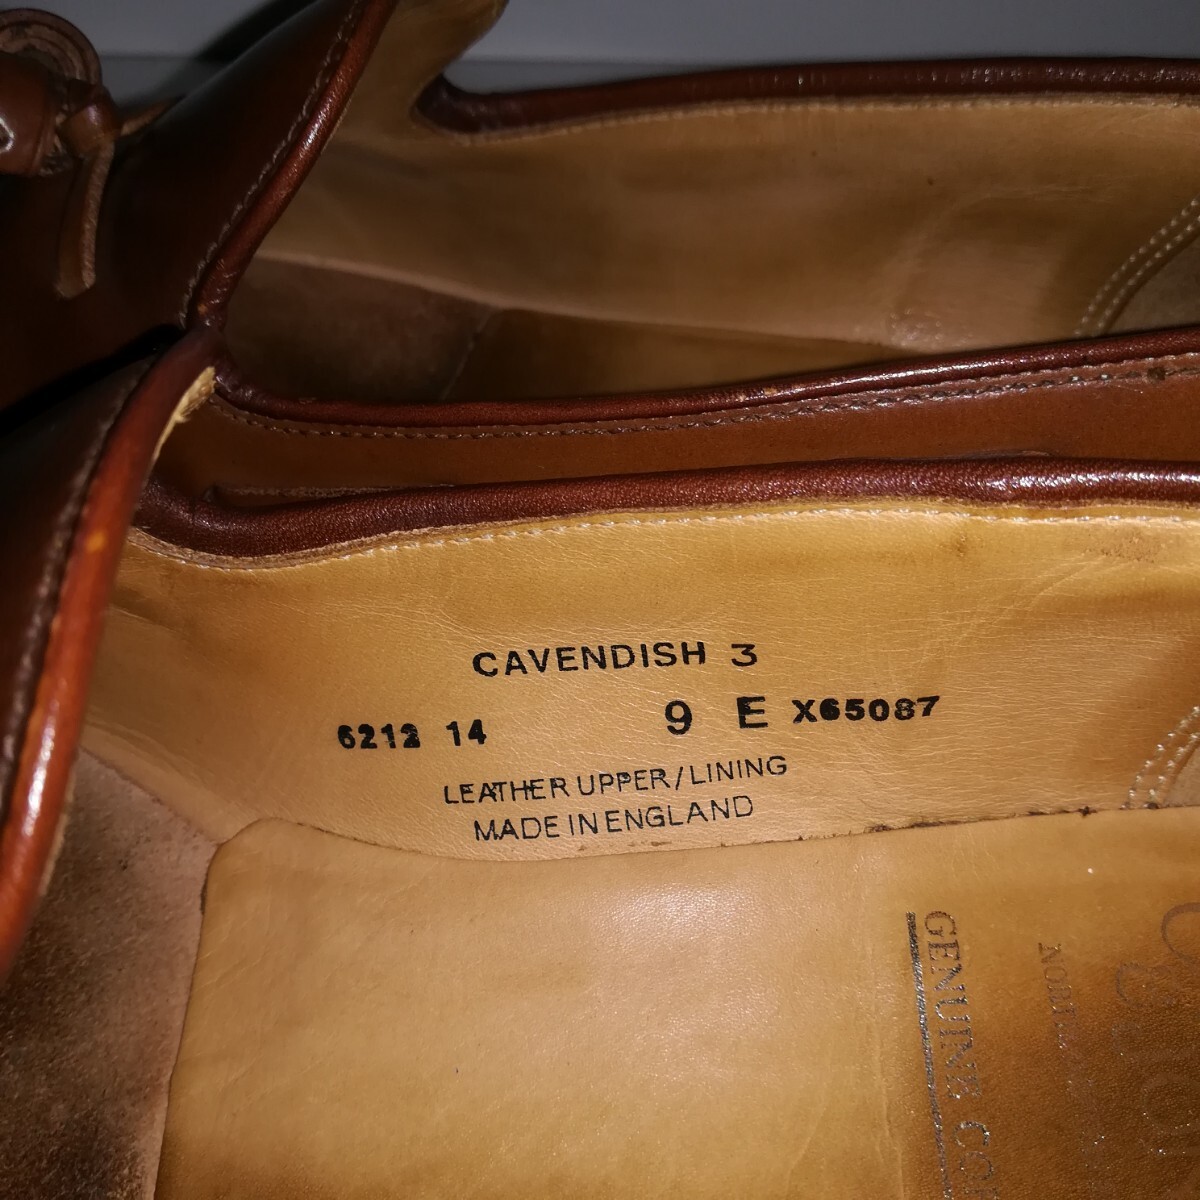 CAVENDISH 3
6212 14 9 E X65087
LEATHER UPPER/LINING
MADE IN ENGLAND
GENUINE